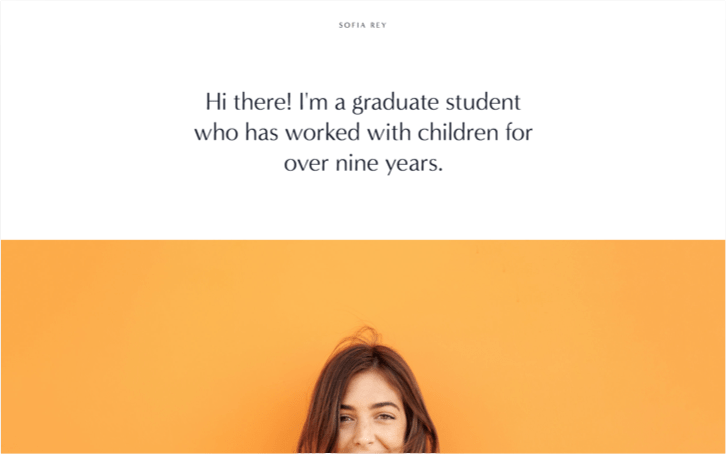 SOFIA REY
Hi there! I'm a graduate student
who has worked with children for
over nine years.